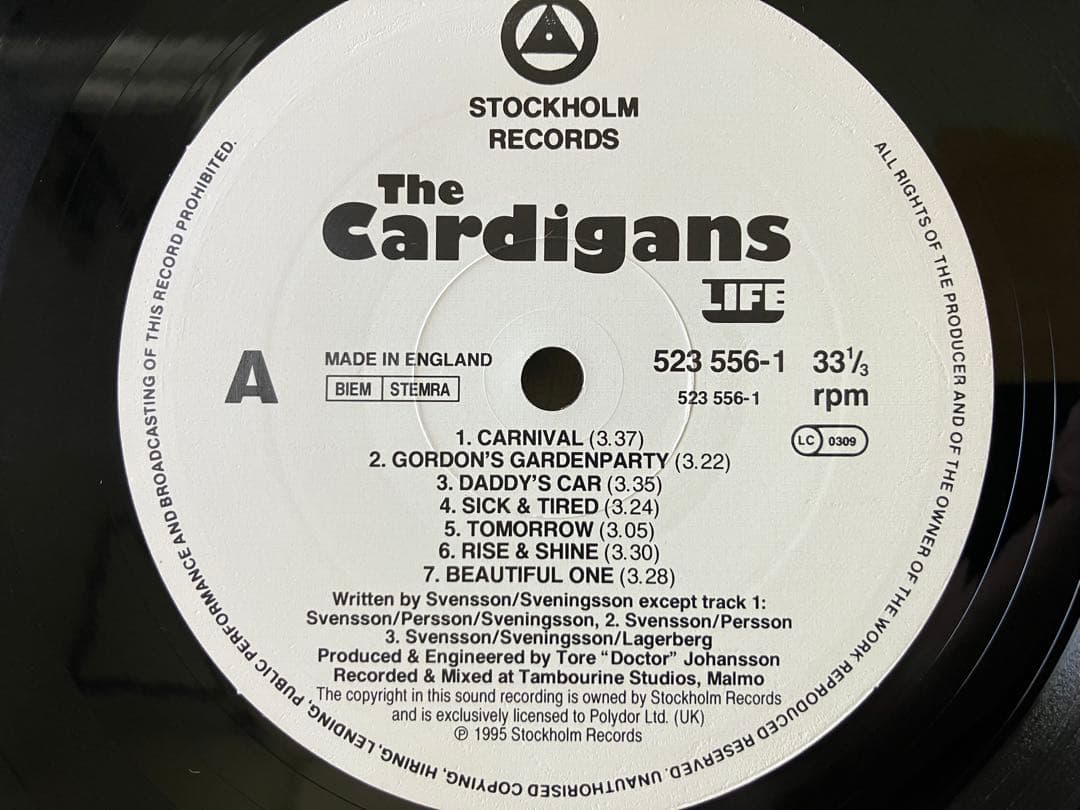 STOCKHOLM
RECORDS
The
Cardigans
LIFE
A
MADE IN ENGLAND
BIEM STEMRA
523 556-1
523 556-1
33⅓
rpm
LC 0309
1. CARNIVAL (3.37)
2. GORDON'S GARDENPARTY (3.22)
3. DADDY'S CAR (3.35)
4. SICK & TIRED (3.24)
5. TOMORROW (3.05)
6. RISE & SHINE (3.30)
7. BEAUTIFUL ONE (3.28)
Written by Svensson/Sveningsson except track 1:
Svensson/Persson/Sveningsson, 2. Svensson/Persson
3. Svensson/Sveningsson/Lagerberg
Produced & Engineered by Tore "Doctor" Johansson
Recorded & Mixed at Tambourine Studios, Malmo
The copyright in this sound recording is owned by Stockholm Records
and is exclusively licensed to Polydor Ltd. (UK)
℗ 1995 Stockholm Records
ALL RIGHTS OF THE PRODUCER AND OF THE OWNER OF THE WORK REPRODUCED RESERVED. UNAUTHORISED COPYING, HIRING, LENDING, PUBLIC PERFORMANCE AND BROADCASTING OF THIS RECORD PROHIBITED.